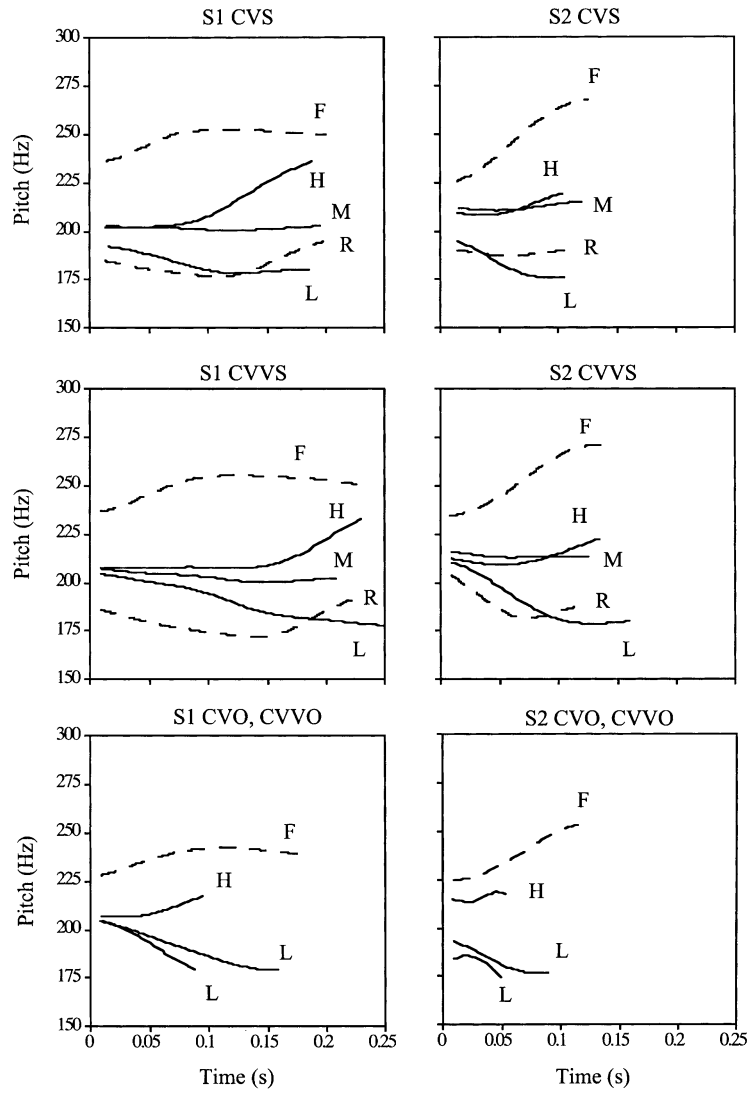 S1 CVS
S2 CVS
300
275
250
225
200
175
150
Pitch (Hz)
F
H
M
R
L
F
H
M
R
L
S1 CVVS
S2 CVVS
300
275
250
225
200
175
150
Pitch (Hz)
F
H
M
R
L
F
H
M
R
L
S1 CVO, CVVO
S2 CVO, CVVO
300
275
250
225
200
175
150
Pitch (Hz)
F
H
L
L
F
H
L
L
0 0.05 0.1 0.15 0.2 0.25
0 0.05 0.1 0.15 0.2 0.25
Time (s)
Time (s)